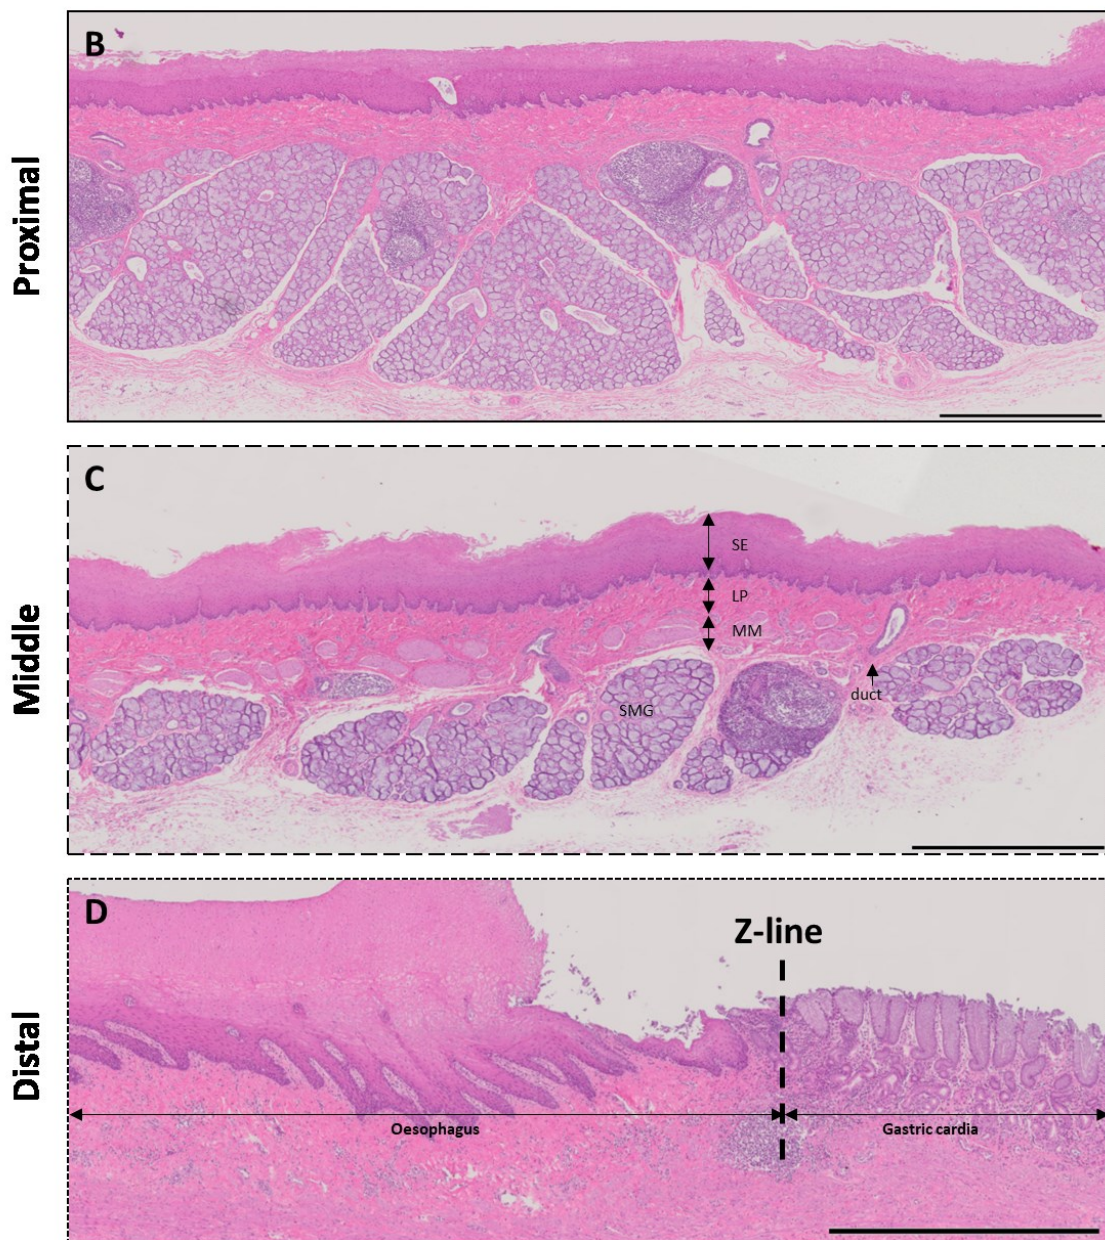 B
Proximal
C
Middle
SE
LP
MM
duct
SMG
D
Distal
Z-line
Oesophagus
Gastric cardia